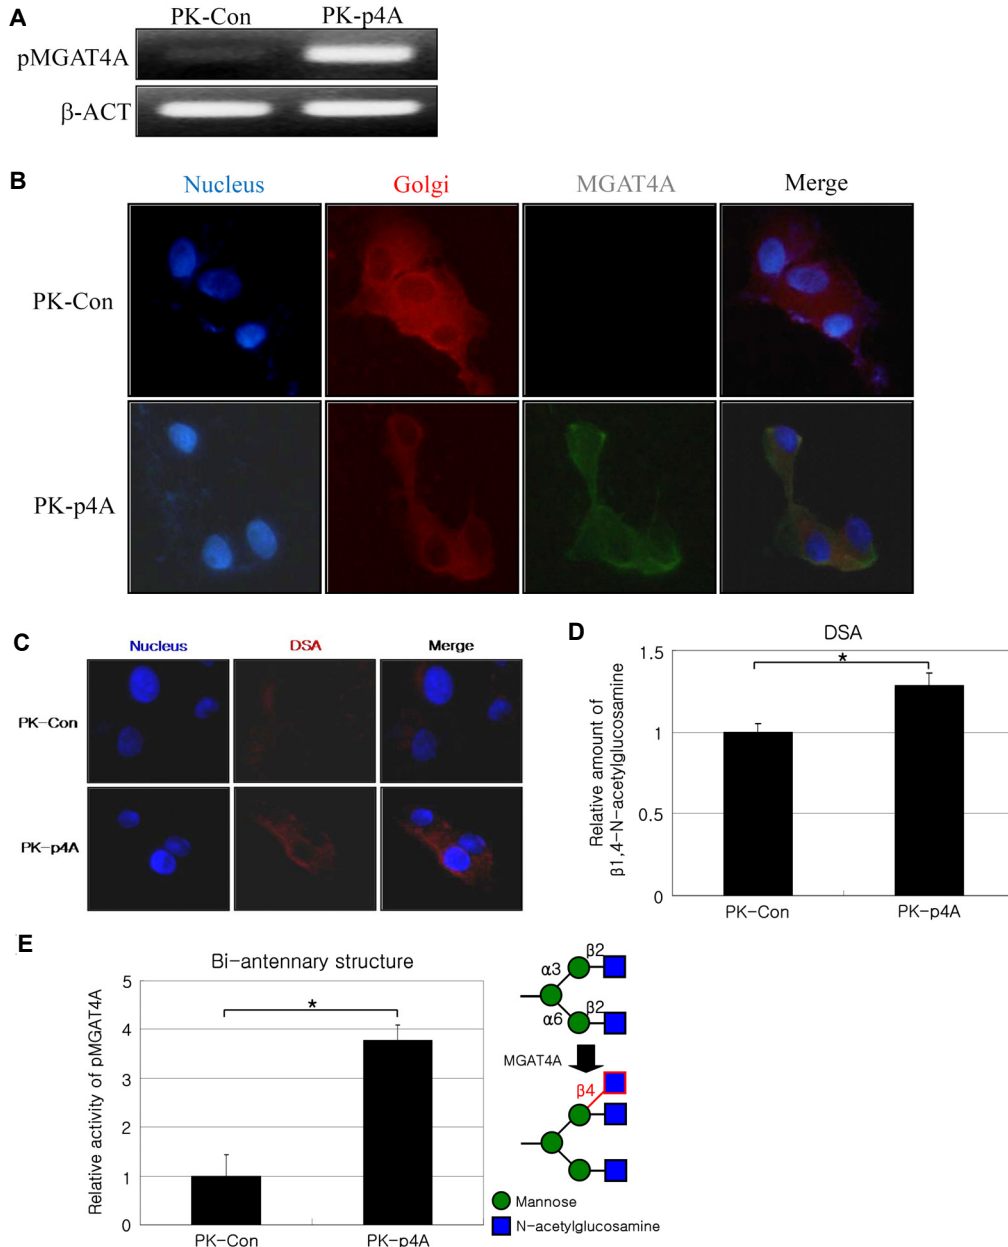 A
PK-Con PK-p4A
pMGAT4A
β-ACT
B
Nucleus Golgi MGAT4A Merge
PK-Con
PK-p4A
C
Nucleus DSA Merge
PK-Con
PK-p4A
D
DSA
Relative amount of
β1,4-N-acetylglucosamine
1.5
1
0.5
0
PK-Con PK-p4A
*
E
Bi-antennary structure
Relative activity of pMGAT4A
5
4
3
2
1
0
*
PK-Con PK-p4A
β2
α3
α6 β2
MGAT4A
β4
Mannose
N-acetylglucosamine